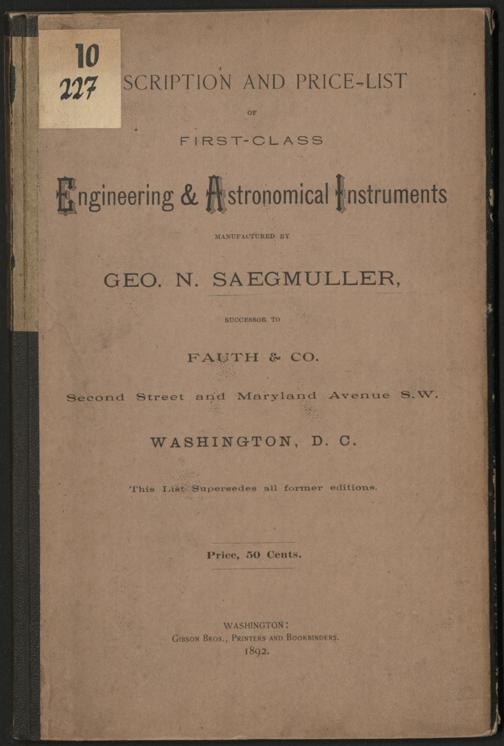 10
227
SCRIPTION AND PRICE-LIST
OF
FIRST-CLASS
Engineering & Astronomical Instruments
MANUFACTURED BY
GEO. N. SAEGMULLER,
SUCCESSOR TO
FAUTH & CO.
Second Street and Maryland Avenue S.W.
WASHINGTON, D. C.
This List Supersedes all former editions.
Price, 50 Cents.
WASHINGTON:
GIBSON BROS., PRINTERS AND BOOKBINDERS.
1892.